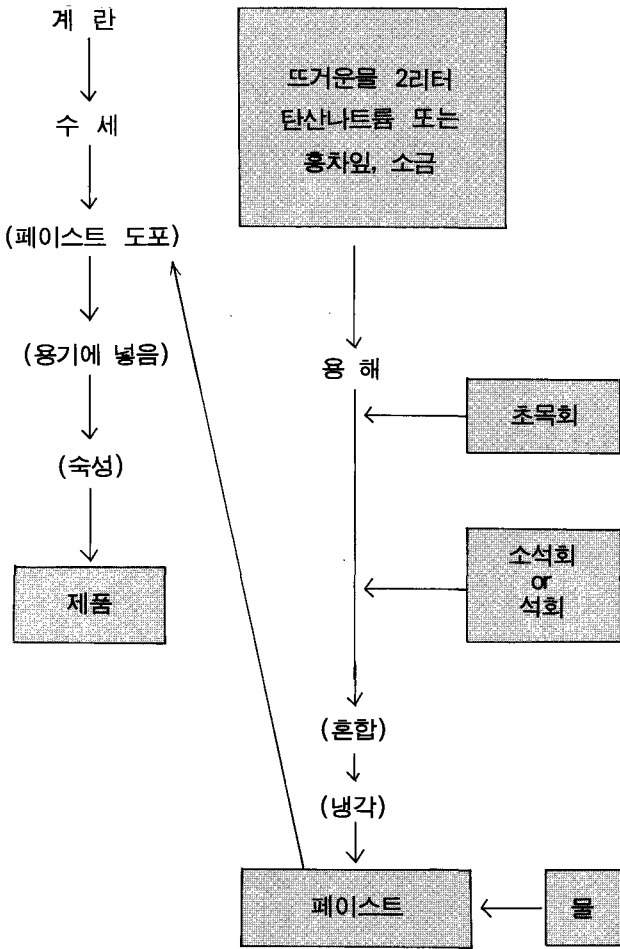 계 란
수 세
(페이스트 도포)
(용기에 넣음)
(숙성)
제품
뜨거운물 2리터
탄산나트륨 또는
홍차잎, 소금
용 해
초목회
소석회
or
석회
(혼합)
(냉각)
페이스트
물